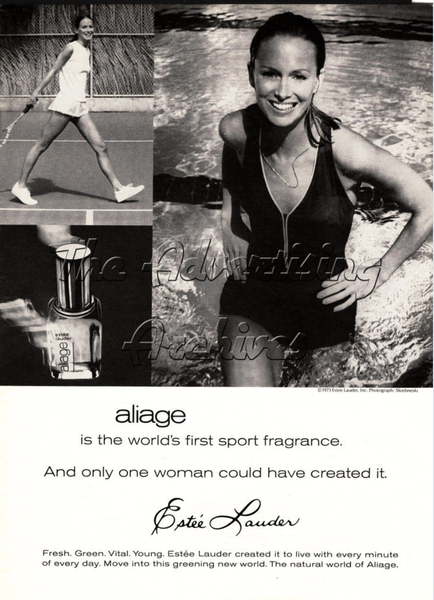 The Advertising
Archives
estēe
lauder
aliage
©1973 Estée Lauder, Inc. Photograph: Skrebneski
aliage
is the world's first sport fragrance.
And only one woman could have created it.
Estée Lauder
Fresh. Green. Vital. Young. Estée Lauder created it to live with every minute
of every day. Move into this greening new world. The natural world of Aliage.